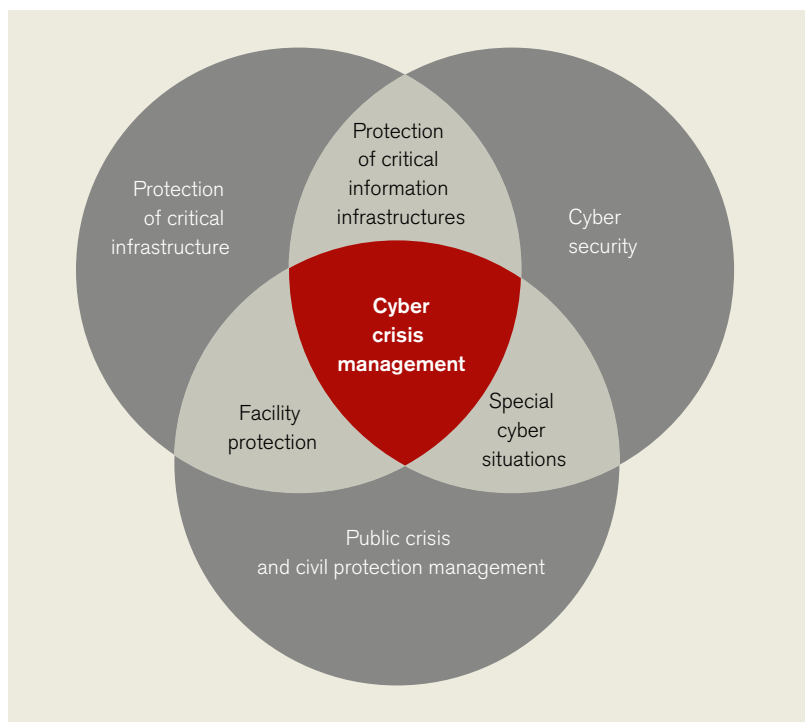 Protection
of critical
information
infrastructures
Protection
of critical
infrastructure
Cyber
security
Cyber
crisis
management
Facility
protection
Special
cyber
situations
Public crisis
and civil protection management